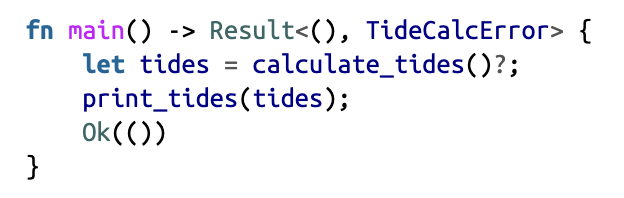 fn main() -> Result<(), TideCalcError> {
    let tides = calculate_tides()?;
    print_tides(tides);
    Ok(())
}